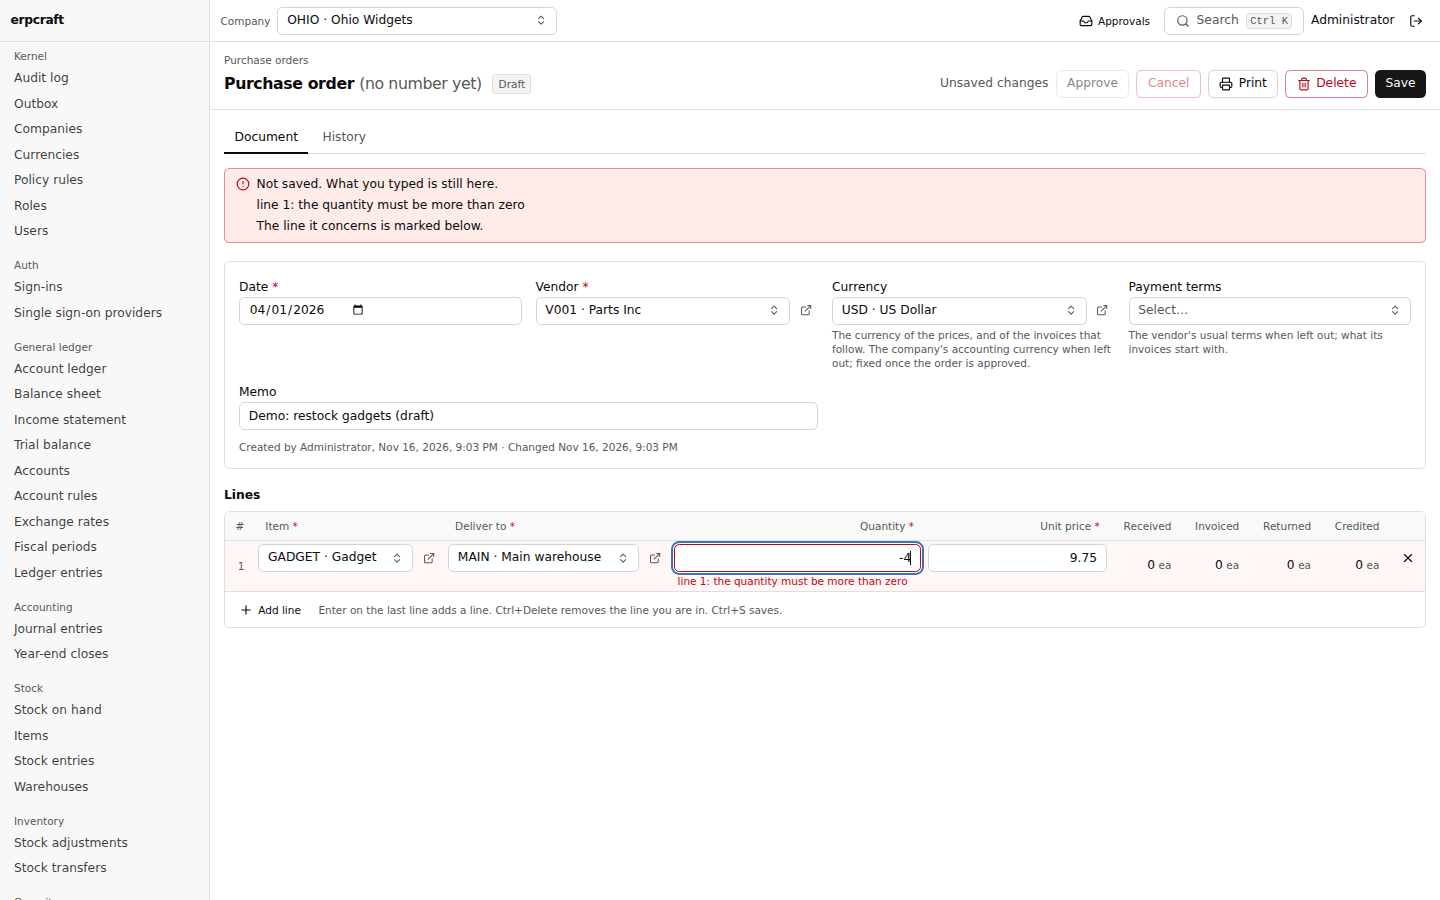 erpcraft
Company
OHIO · Ohio Widgets
Approvals
Search
Ctrl K
Administrator
Kernel
Audit log
Outbox
Companies
Currencies
Policy rules
Roles
Users
Auth
Sign-ins
Single sign-on providers
General ledger
Account ledger
Balance sheet
Income statement
Trial balance
Accounts
Account rules
Exchange rates
Fiscal periods
Ledger entries
Accounting
Journal entries
Year-end closes
Stock
Stock on hand
Items
Stock entries
Warehouses
Inventory
Stock adjustments
Stock transfers
Purchase orders
Purchase order (no number yet)
Draft
Unsaved changes
Approve
Cancel
Print
Delete
Save
Document
History
Not saved. What you typed is still here.
line 1: the quantity must be more than zero
The line it concerns is marked below.
Date *
04/01/2026
Vendor *
V001 · Parts Inc
Currency
USD · US Dollar
The currency of the prices, and of the invoices that
follow. The company's accounting currency when left
out; fixed once the order is approved.
Payment terms
Select...
The vendor's usual terms when left out; what its
invoices start with.
Memo
Demo: restock gadgets (draft)
Created by Administrator, Nov 16, 2026, 9:03 PM · Changed Nov 16, 2026, 9:03 PM
Lines
# Item * Deliver to * Quantity * Unit price * Received Invoiced Returned Credited
1 GADGET · Gadget MAIN · Main warehouse -4 9.75 0 ea 0 ea 0 ea 0 ea
line 1: the quantity must be more than zero
Add line
Enter on the last line adds a line. Ctrl+Delete removes the line you are in. Ctrl+S saves.